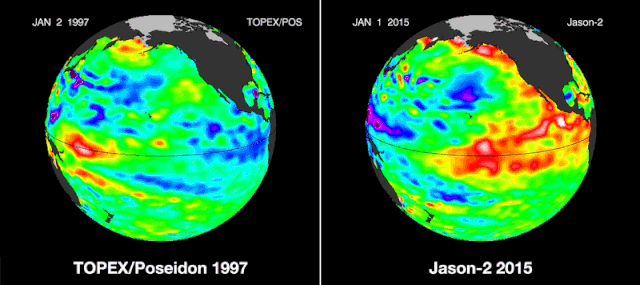 JAN 2 1997
TOPEX/POS
JAN 1 2015
Jason-2
TOPEX/Poseidon 1997
Jason-2 2015